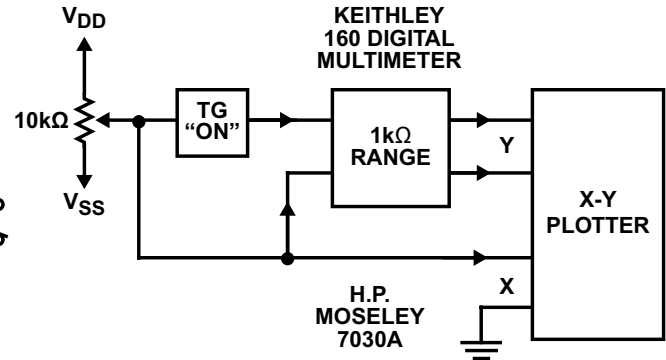 VDD
KEITHLEY
160 DIGITAL
MULTIMETER
10kΩ
TG
“ON”
1kΩ
RANGE
Y
VSS
X-Y
PLOTTER
X
H.P.
MOSELEY
7030A